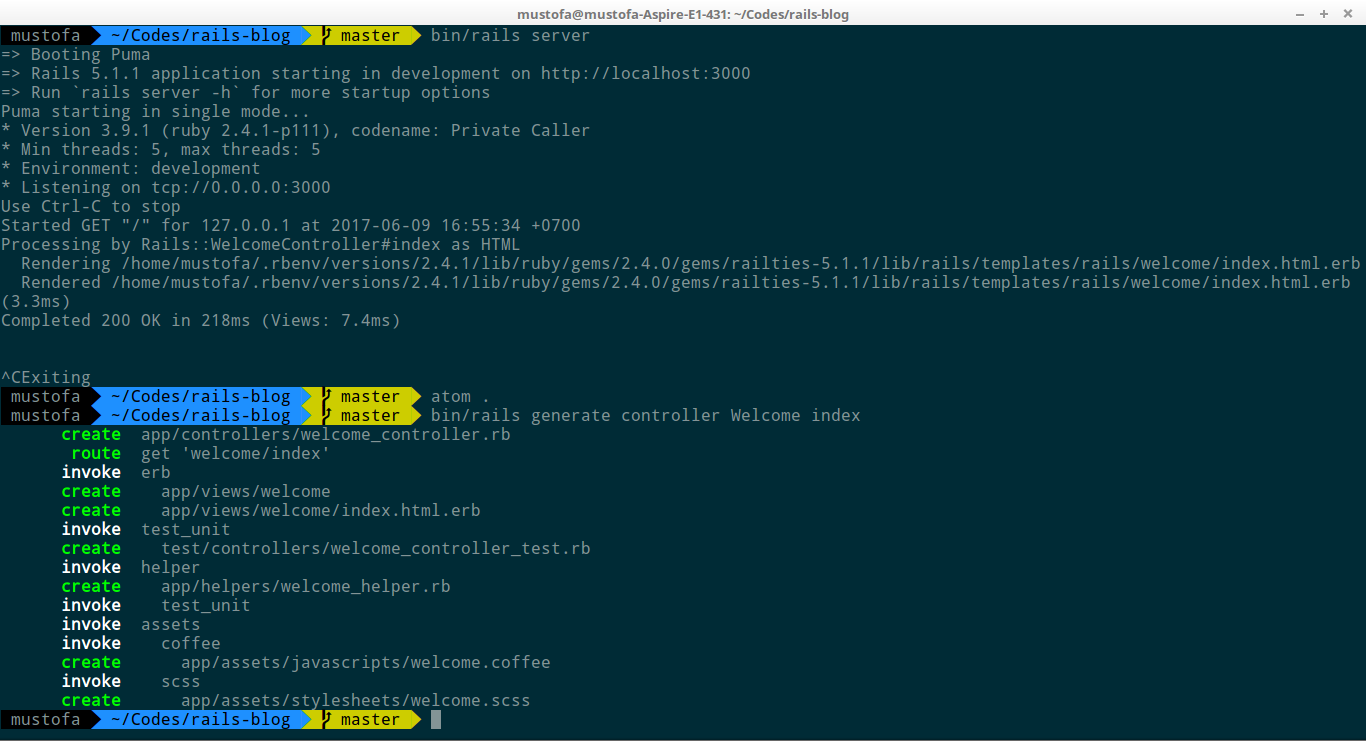 mustofa@mustofa-Aspire-E1-431: ~/Codes/rails-blog
mustofa ~/Codes/rails-blog master bin/rails server
=> Booting Puma
=> Rails 5.1.1 application starting in development on http://localhost:3000
=> Run `rails server -h` for more startup options
Puma starting in single mode...
* Version 3.9.1 (ruby 2.4.1-p111), codename: Private Caller
* Min threads: 5, max threads: 5
* Environment: development
* Listening on tcp://0.0.0.0:3000
Use Ctrl-C to stop
Started GET "/" for 127.0.0.1 at 2017-06-09 16:55:34 +0700
Processing by Rails::WelcomeController#index as HTML
  Rendering /home/mustofa/.rbenv/versions/2.4.1/lib/ruby/gems/2.4.0/gems/railties-5.1.1/lib/rails/templates/rails/welcome/index.html.erb
  Rendered /home/mustofa/.rbenv/versions/2.4.1/lib/ruby/gems/2.4.0/gems/railties-5.1.1/lib/rails/templates/rails/welcome/index.html.erb
(3.3ms)
Completed 200 OK in 218ms (Views: 7.4ms)
^CExiting
mustofa ~/Codes/rails-blog master atom .
mustofa ~/Codes/rails-blog master bin/rails generate controller Welcome index
      create  app/controllers/welcome_controller.rb
       route  get 'welcome/index'
      invoke  erb
      create    app/views/welcome
      create    app/views/welcome/index.html.erb
      invoke  test_unit
      create    test/controllers/welcome_controller_test.rb
      invoke  helper
      create    app/helpers/welcome_helper.rb
      invoke    test_unit
      invoke  assets
      invoke    coffee
      create      app/assets/javascripts/welcome.coffee
      invoke    scss
      create      app/assets/stylesheets/welcome.scss
mustofa ~/Codes/rails-blog master